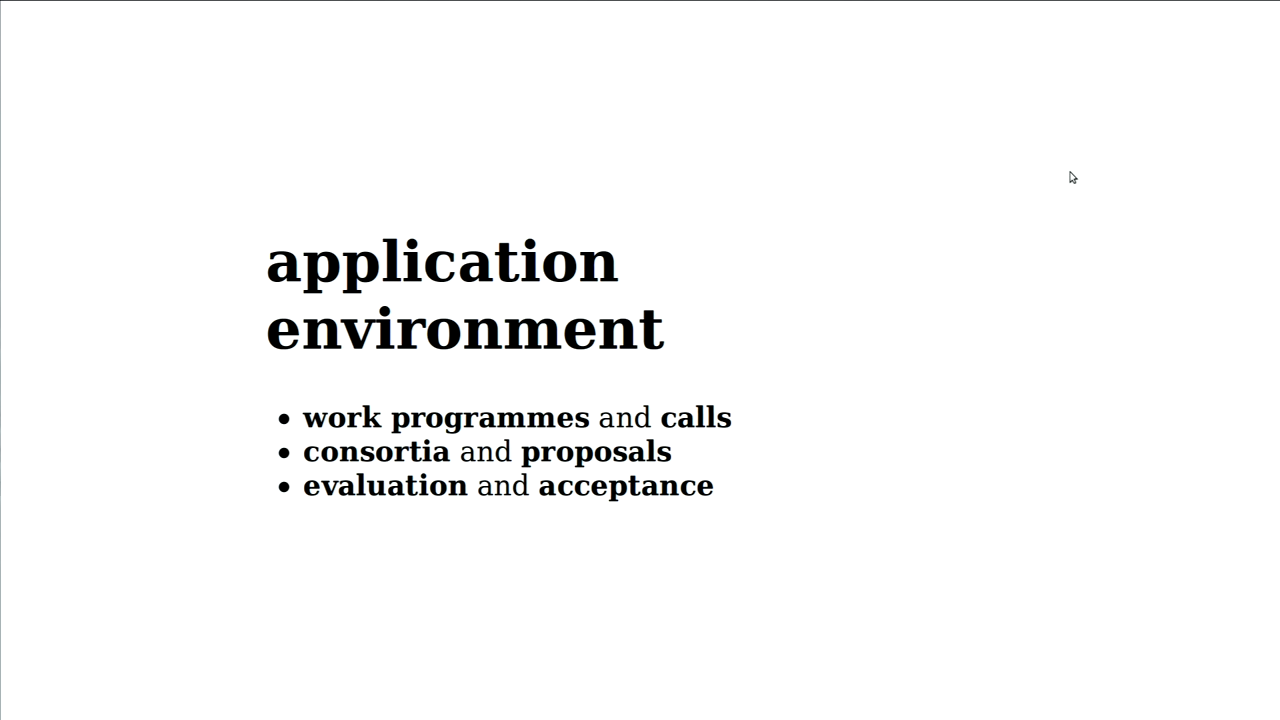 application
environment
• work programmes and calls
• consortia and proposals
• evaluation and acceptance